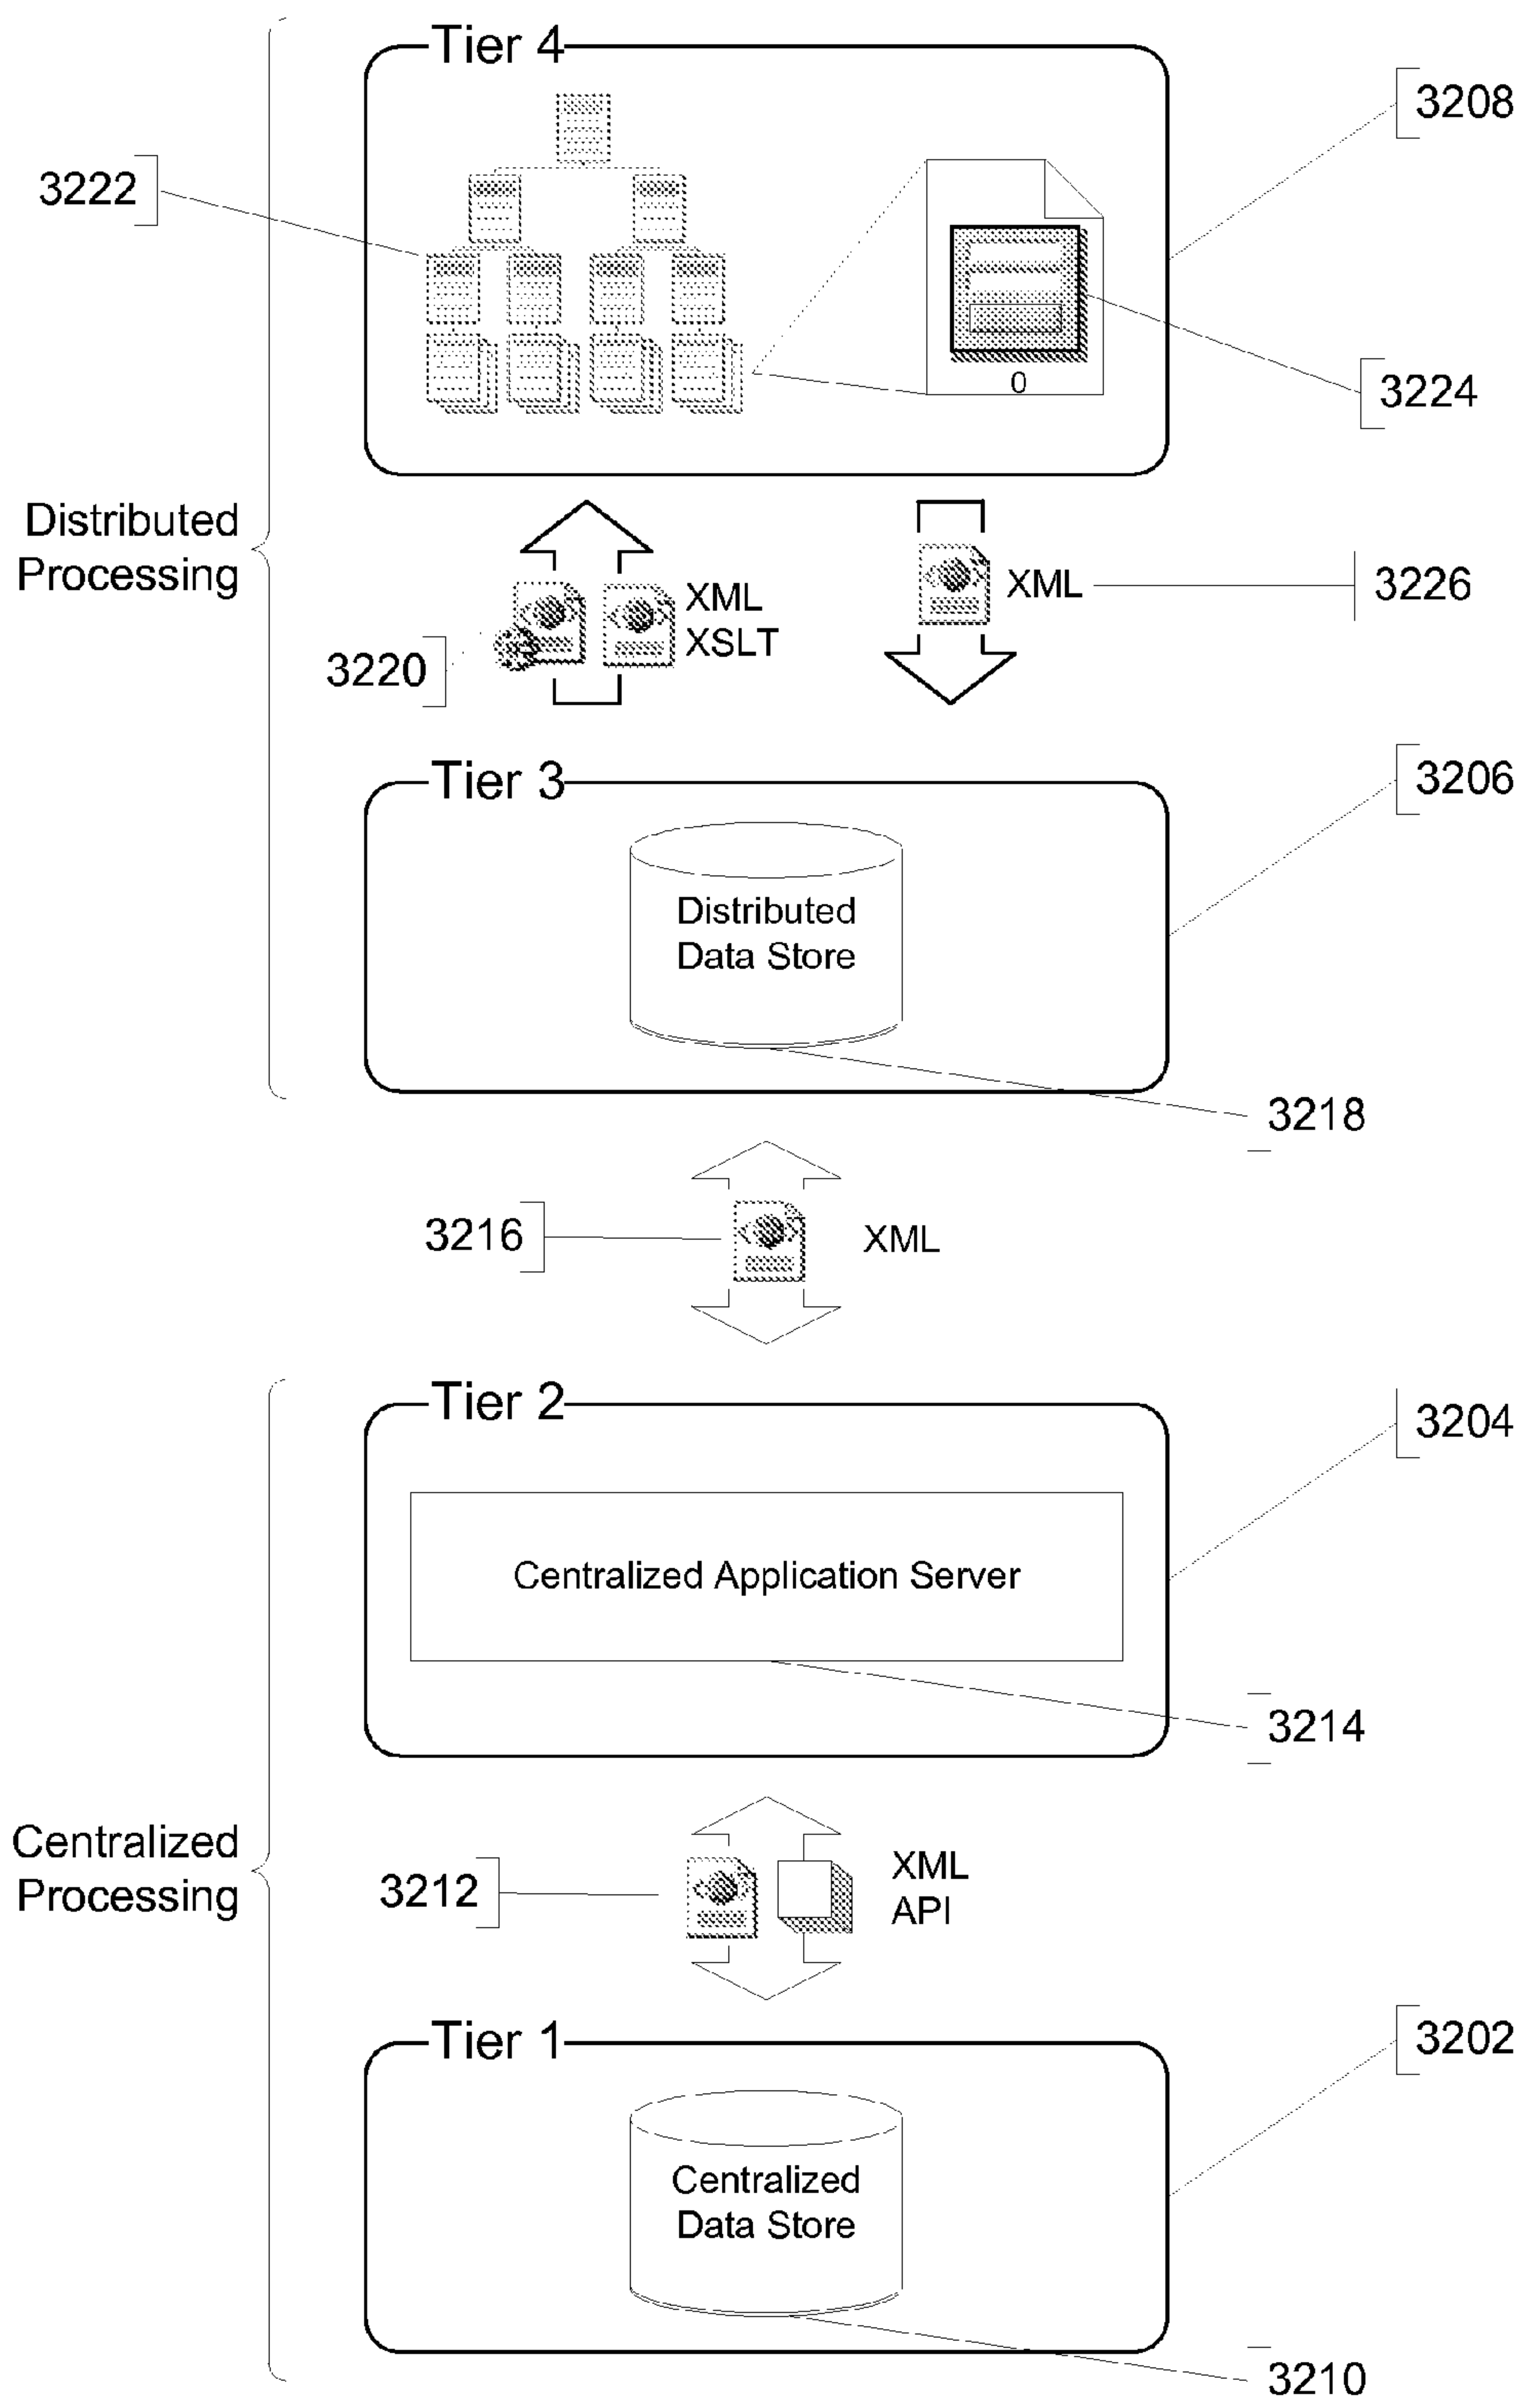 Tier 4
3208
3222
0
3224
Distributed
Processing
XML
XSLT
3220
XML
3226
Tier 3
3206
Distributed
Data Store
3218
3216
XML
Tier 2
3204
Centralized Application Server
3214
Centralized
Processing
3212
XML
API
Tier 1
3202
Centralized
Data Store
3210